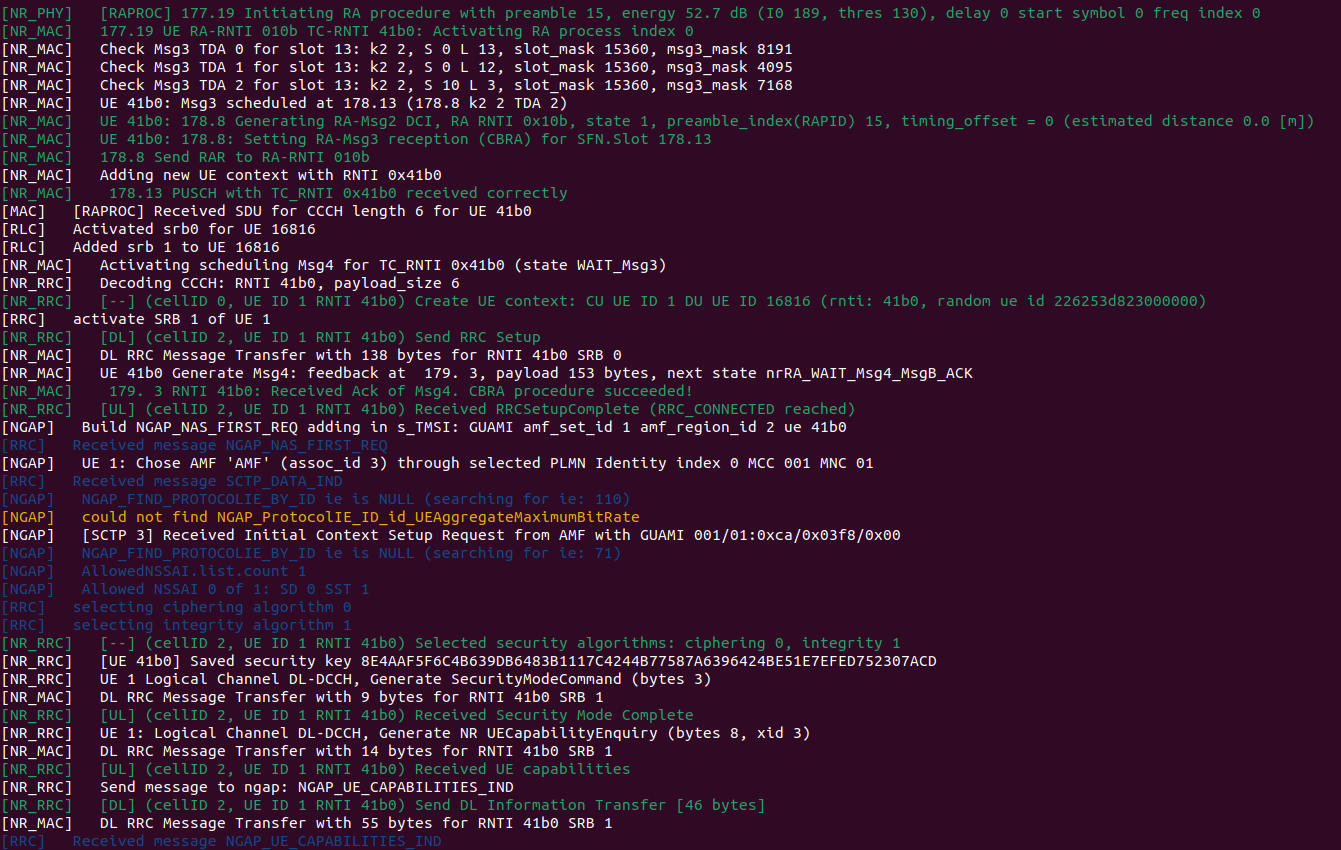 [NR_PHY]   [RAPROC] 177.19 Initiating RA procedure with preamble 15, energy 52.7 dB (I0 189, thres 130), delay 0 start symbol 0 freq index 0
[NR_MAC]   177.19 UE RA-RNTI 010b TC-RNTI 41b0: Activating RA process index 0
[NR_MAC]   Check Msg3 TDA 0 for slot 13: k2 2, S 0 L 13, slot_mask 15360, msg3_mask 8191
[NR_MAC]   Check Msg3 TDA 1 for slot 13: k2 2, S 0 L 12, slot_mask 15360, msg3_mask 4095
[NR_MAC]   Check Msg3 TDA 2 for slot 13: k2 2, S 10 L 3, slot_mask 15360, msg3_mask 7168
[NR_MAC]   UE 41b0: Msg3 scheduled at 178.13 (178.8 k2 2 TDA 2)
[NR_MAC]   UE 41b0: 178.8 Generating RA-Msg2 DCI, RA RNTI 0x10b, state 1, preamble_index(RAPID) 15, timing_offset = 0 (estimated distance 0.0 [m])
[NR_MAC]   UE 41b0: 178.8: Setting RA-Msg3 reception (CBRA) for SFN.Slot 178.13
[NR_MAC]   178.8 Send RAR to RA-RNTI 010b
[NR_MAC]   Adding new UE context with RNTI 0x41b0
[NR_MAC]    178.13 PUSCH with TC_RNTI 0x41b0 received correctly
[MAC]   [RAPROC] Received SDU for CCCH length 6 for UE 41b0
[RLC]   Activated srb0 for UE 16816
[RLC]   Added srb 1 to UE 16816
[NR_MAC]   Activating scheduling Msg4 for TC_RNTI 0x41b0 (state WAIT_Msg3)
[NR_RRC]   Decoding CCCH: RNTI 41b0, payload_size 6
[NR_RRC]   [--] (cellID 0, UE ID 1 RNTI 41b0) Create UE context: CU UE ID 1 DU UE ID 16816 (rnti: 41b0, random ue id 226253d823000000)
[RRC]   activate SRB 1 of UE 1
[NR_RRC]   [DL] (cellID 2, UE ID 1 RNTI 41b0) Send RRC Setup
[NR_MAC]   DL RRC Message Transfer with 138 bytes for RNTI 41b0 SRB 0
[NR_MAC]   UE 41b0 Generate Msg4: feedback at  179. 3, payload 153 bytes, next state nrRA_WAIT_Msg4_MsgB_ACK
[NR_MAC]    179. 3 RNTI 41b0: Received Ack of Msg4. CBRA procedure succeeded!
[NR_RRC]   [UL] (cellID 2, UE ID 1 RNTI 41b0) Received RRCSetupComplete (RRC_CONNECTED reached)
[NGAP]   Build NGAP_NAS_FIRST_REQ adding in s_TMSI: GUAMI amf_set_id 1 amf_region_id 2 ue 41b0
[RRC]   Received message NGAP_NAS_FIRST_REQ
[NGAP]   UE 1: Chose AMF 'AMF' (assoc_id 3) through selected PLMN Identity index 0 MCC 001 MNC 01
[RRC]   Received message SCTP_DATA_IND
[NGAP]   NGAP_FIND_PROTOCOLIE_BY_ID ie is NULL (searching for ie: 110)
[NGAP]   could not find NGAP_ProtocolIE_ID_id_UEAggregateMaximumBitRate
[NGAP]   [SCTP 3] Received Initial Context Setup Request from AMF with GUAMI 001/01:0xca/0x03f8/0x00
[NGAP]   NGAP_FIND_PROTOCOLIE_BY_ID ie is NULL (searching for ie: 71)
[NGAP]   AllowedNSSAI.list.count 1
[NGAP]   Allowed NSSAI 0 of 1: SD 0 SST 1
[RRC]   selecting ciphering algorithm 0
[RRC]   selecting integrity algorithm 1
[NR_RRC]   [--] (cellID 2, UE ID 1 RNTI 41b0) Selected security algorithms: ciphering 0, integrity 1
[NR_RRC]   [UE 41b0] Saved security key 8E4AAF5F6C4B639DB6483B1117C4244B77587A6396424BE51E7EFED752307ACD
[NR_RRC]   UE 1 Logical Channel DL-DCCH, Generate SecurityModeCommand (bytes 3)
[NR_MAC]   DL RRC Message Transfer with 9 bytes for RNTI 41b0 SRB 1
[NR_RRC]   [UL] (cellID 2, UE ID 1 RNTI 41b0) Received Security Mode Complete
[NR_RRC]   UE 1: Logical Channel DL-DCCH, Generate NR UECapabilityEnquiry (bytes 8, xid 3)
[NR_MAC]   DL RRC Message Transfer with 14 bytes for RNTI 41b0 SRB 1
[NR_RRC]   [UL] (cellID 2, UE ID 1 RNTI 41b0) Received UE capabilities
[NR_RRC]   Send message to ngap: NGAP_UE_CAPABILITIES_IND
[NR_RRC]   [DL] (cellID 2, UE ID 1 RNTI 41b0) Send DL Information Transfer [46 bytes]
[NR_MAC]   DL RRC Message Transfer with 55 bytes for RNTI 41b0 SRB 1
[RRC]   Received message NGAP_UE_CAPABILITIES_IND